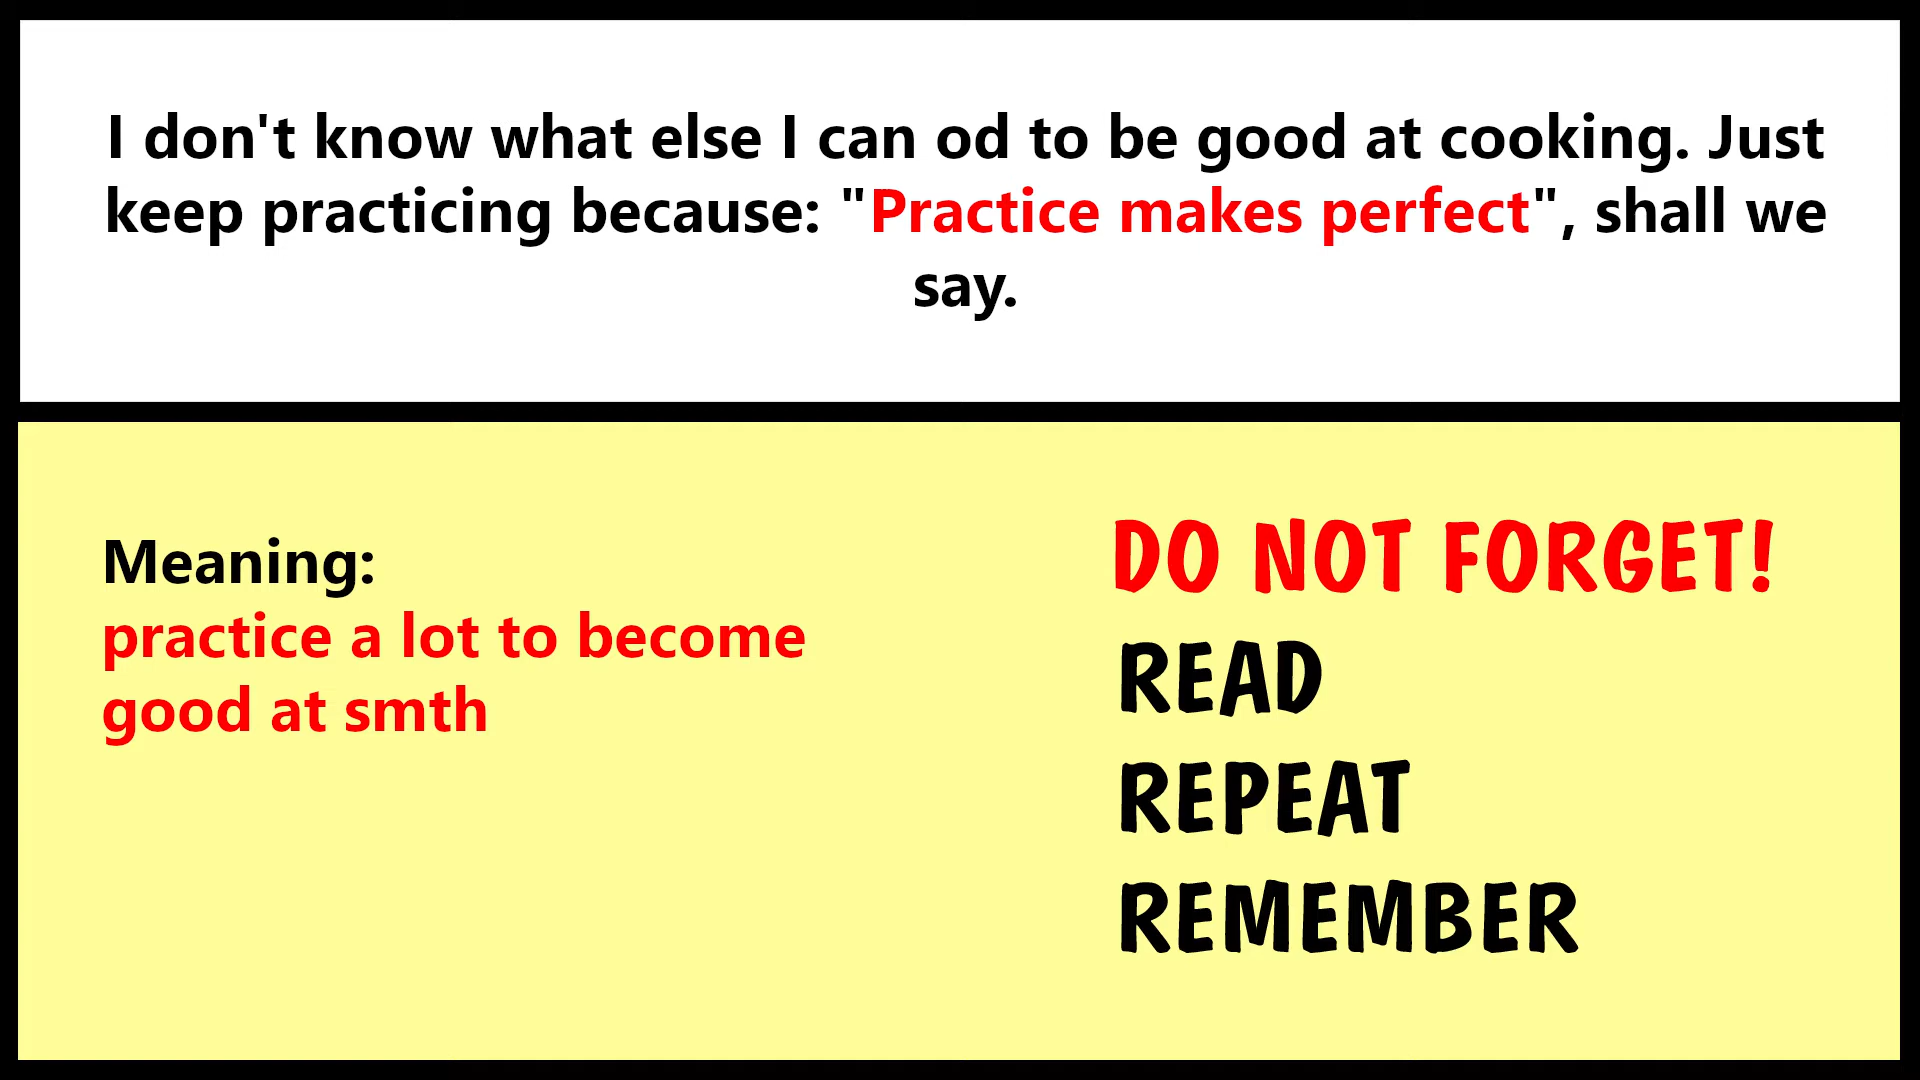 I don't know what else I can od to be good at cooking. Just
keep practicing because: "Practice makes perfect", shall we
say.
Meaning:
practice a lot to become
good at smth
DO NOT FORGET!
READ
REPEAT
REMEMBER